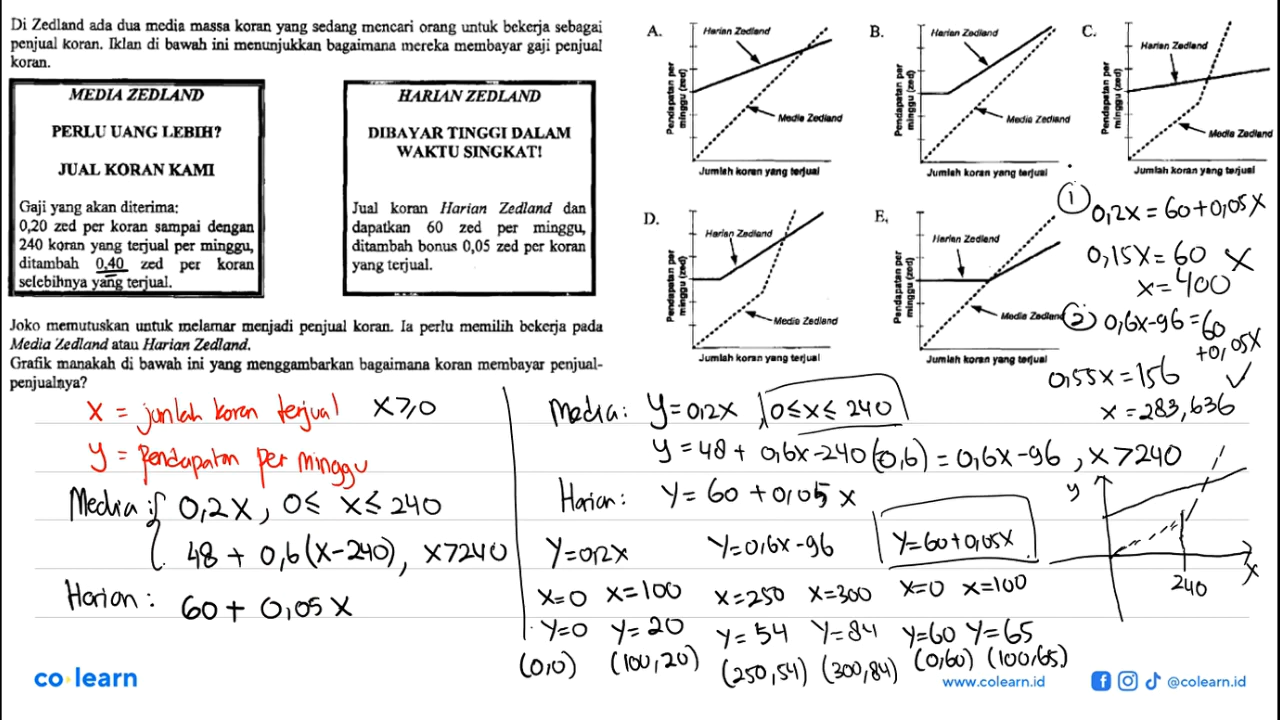 Di Zedland ada dua media massa koran yang sedang mencari orang untuk bekerja sebagai
penjual koran. Iklan di bawah ini menunjukkan bagaimana mereka membayar gaji penjual
koran.
MEDIA ZEDLAND
PERLU UANG LEBIH?
JUAL KORAN KAMI
Gaji yang akan diterima:
0,20 zed per koran sampai dengan
240 koran yang terjual per minggu,
ditambah 0,40 zed per koran
selebihnya yang terjual.
HARIAN ZEDLAND
DIBAYAR TINGGI DALAM
WAKTU SINGKAT!
Jual koran Harian Zedland dan
dapatkan 60 zed per minggu,
ditambah bonus 0,05 zed per koran
yang terjual.
Joko memutuskan untuk melamar menjadi penjual koran. Ia perlu memilih bekerja pada
Media Zedland atau Harian Zedland.
Grafik manakah di bawah ini yang menggambarkan bagaimana koran membayar penjual-
penjualnya?
A.
Harian Zedland
Media Zedland
Pendapatan per
minggu (zed)
Jumlah koran yang terjual
B.
Harian Zedland
Media Zedland
Pendapatan per
minggu (zed)
Jumlah koran yang terjual
C.
Harian Zedland
Media Zedland
Pendapatan per
minggu (zed)
Jumlah koran yang terjual
D.
Harian Zedland
Media Zedland
Pendapatan per
minggu (zed)
Jumlah koran yang terjual
E.
Harian Zedland
Media Zedland
Pendapatan per
minggu (zed)
Jumlah koran yang terjual
① 0,2x = 60+0,05x
0,15x = 60 X
x = 400
② 0,6x-96 = 60
+0,05x
0,55x = 156 ✓
x = 283,636
x = jumlah koran terjual x ≥ 0
y = Pendapatan per minggu
Media: { 0,2x, 0 ≤ x ≤ 240
48 + 0,6(x-240), x > 240
Harian: 60 + 0,05x
Media: y = 0,2x, 0 ≤ x ≤ 240
y = 48 + 0,6x - 240(0,6) = 0,6x-96, x > 240
Harian: y = 60 + 0,05x
y = 0,2x y = 0,6x-96 y = 60+0,05x
x=0 x=100 x=250 x=300 x=0 x=100
y=0 y=20 y=54 y=84 y=60 y=65
(0,0) (100,20) (250,54) (300,84) (0,60) (100,65)
y
240
x
co learn
www.colearn.id
@colearn.id